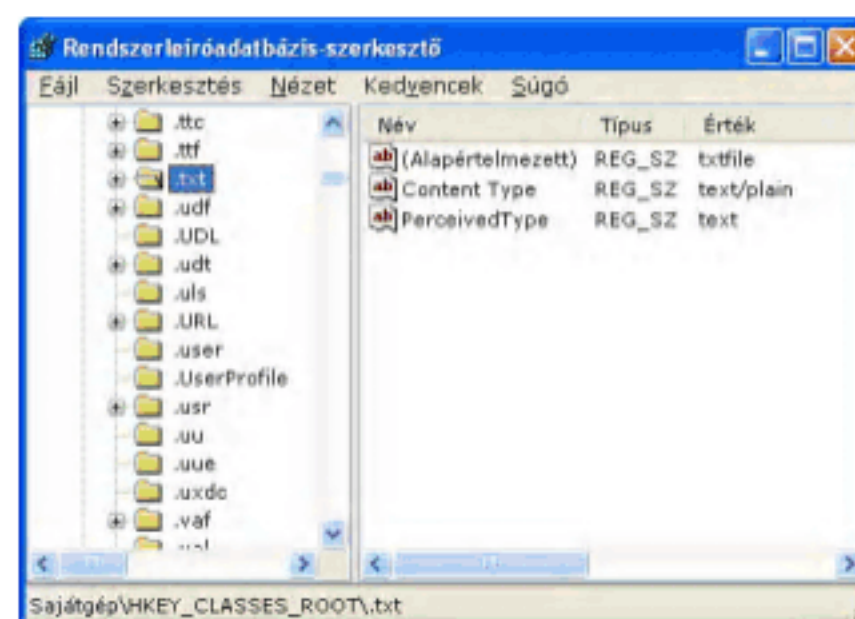 Rendszerleíróadatbázis-szerkesztő
Fájl Szerkesztés Nézet Kedvencek Súgó
.ttc
.ttf
.txt
.udf
.UDL
.udt
.uls
.URL
.user
.UserProfile
.usr
.uu
.uue
.uxdc
.vaf
Név Típus Érték
(Alapértelmezett) REG_SZ txtfile
Content Type REG_SZ text/plain
PerceivedType REG_SZ text
Sajátgép\HKEY_CLASSES_ROOT\.txt